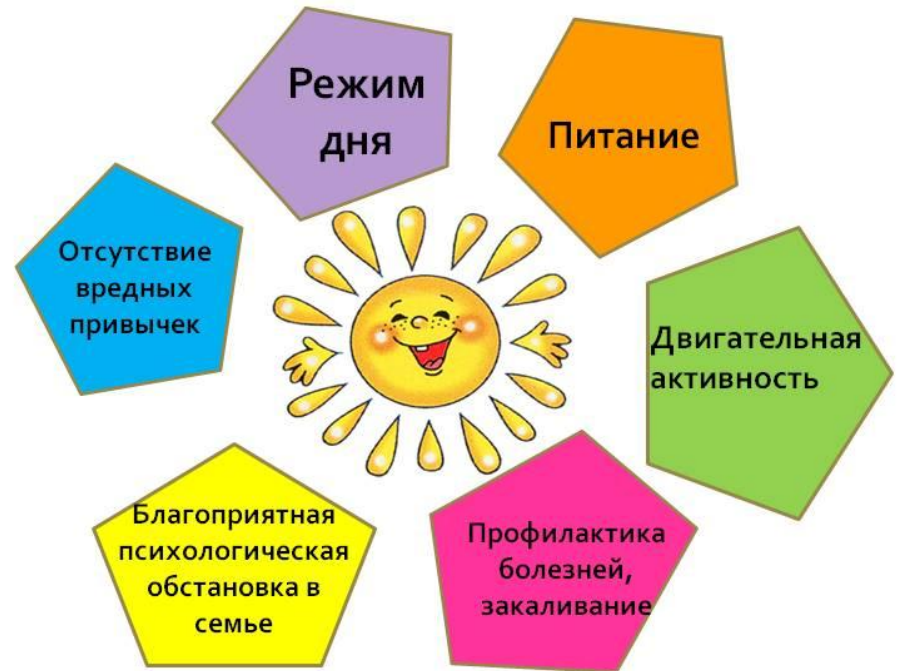 Режим
дня
Питание
Отсутствие
вредных
привычек
Двигательная
активность
Благоприятная
психологическая
обстановка в
семье
Профилактика
болезней,
закаливание